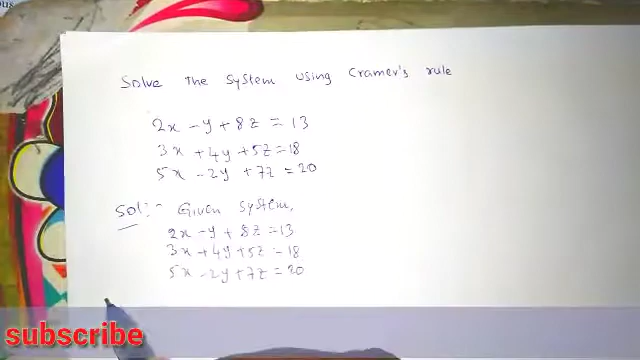 Solve The System using Cramer's rule
2x - y + 8z = 13
3x + 4y + 5z = 18
5x - 2y + 7z = 20
Sol:- Given System,
2x - y + 8z = 13
3x + 4y + 5z = 18
5x - 2y + 7z = 20
subscribe